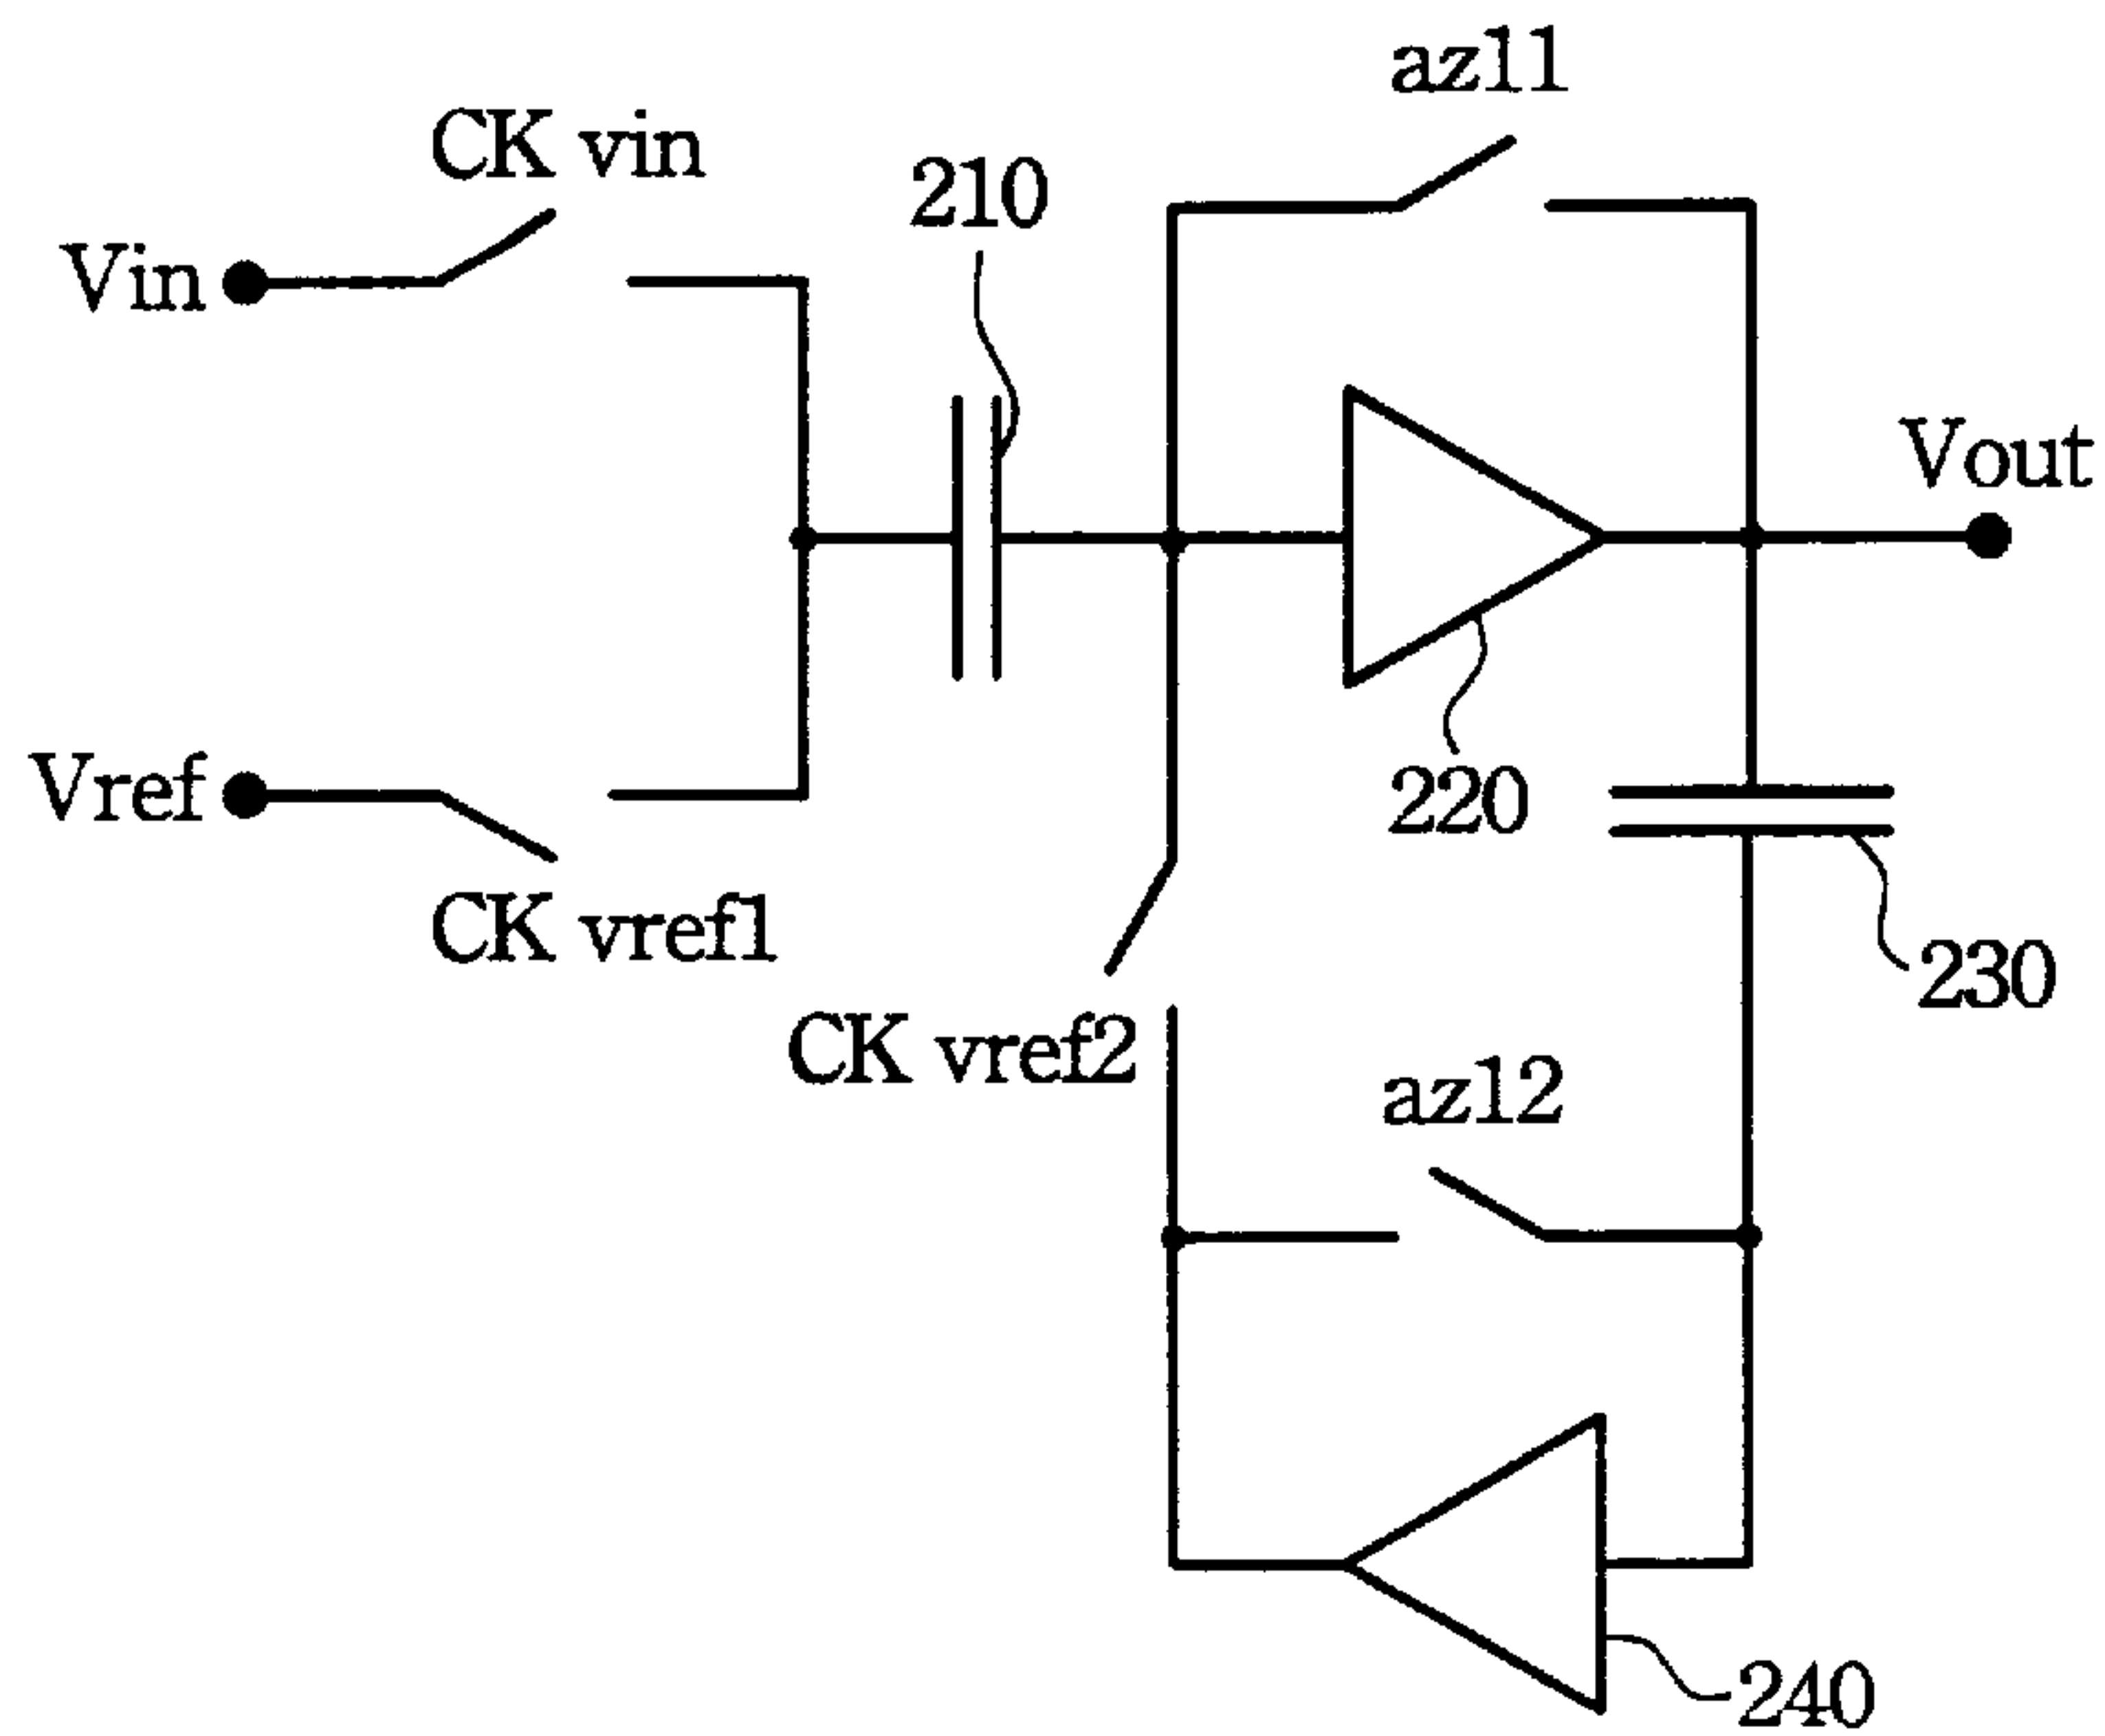 az11
CK vin
210
Vin
Vout
Vref
220
CK vref1
230
CK vref2
az12
240